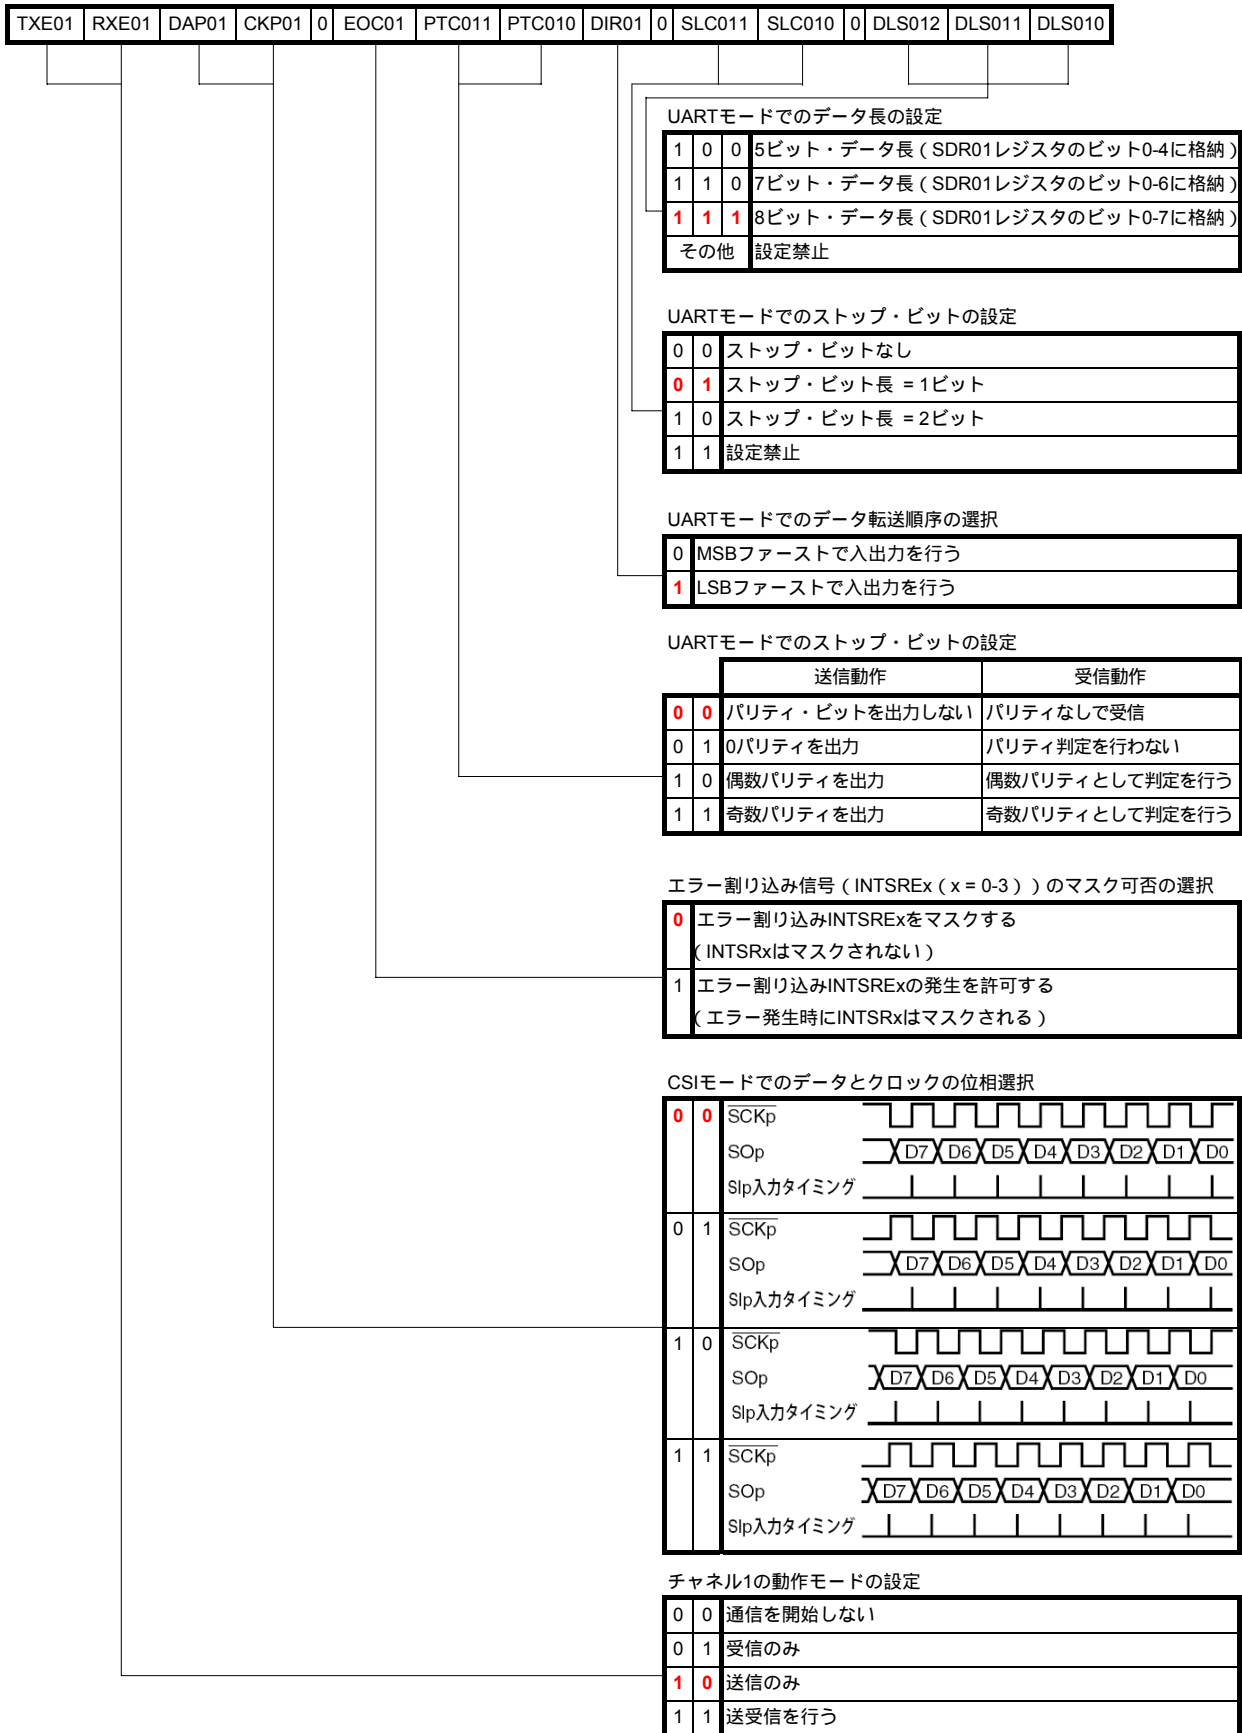 TXE01 RXE01 DAP01 CKP01 0 EOC01 PTC011 PTC010 DIR01 0 SLC011 SLC010 0 DLS012 DLS011 DLS010
UARTモードでのデータ長の設定
1 0 0 5ビット・データ長（SDR01レジスタのビット0-4に格納）
1 1 0 7ビット・データ長（SDR01レジスタのビット0-6に格納）
1 1 1 8ビット・データ長（SDR01レジスタのビット0-7に格納）
その他 設定禁止
UARTモードでのストップ・ビットの設定
0 0 ストップ・ビットなし
0 1 ストップ・ビット長 = 1ビット
1 0 ストップ・ビット長 = 2ビット
1 1 設定禁止
UARTモードでのデータ転送順序の選択
0 MSBファーストで入出力を行う
1 LSBファーストで入出力を行う
UARTモードでのストップ・ビットの設定
送信動作 受信動作
0 0 パリティ・ビットを出力しない パリティなしで受信
0 1 0パリティを出力 パリティ判定を行わない
1 0 偶数パリティを出力 偶数パリティとして判定を行う
1 1 奇数パリティを出力 奇数パリティとして判定を行う
エラー割り込み信号（INTSREx（x = 0-3））のマスク可否の選択
0 エラー割り込みINTSRExをマスクする
（INTSRxはマスクされない）
1 エラー割り込みINTSRExの発生を許可する
（エラー発生時にINTSRxはマスクされる）
CSIモードでのデータとクロックの位相選択
0 0 SCKp
SOp D7 D6 D5 D4 D3 D2 D1 D0
SIp入力タイミング
0 1 SCKp
SOp D7 D6 D5 D4 D3 D2 D1 D0
SIp入力タイミング
1 0 SCKp
SOp D7 D6 D5 D4 D3 D2 D1 D0
SIp入力タイミング
1 1 SCKp
SOp D7 D6 D5 D4 D3 D2 D1 D0
SIp入力タイミング
チャネル1の動作モードの設定
0 0 通信を開始しない
0 1 受信のみ
1 0 送信のみ
1 1 送受信を行う